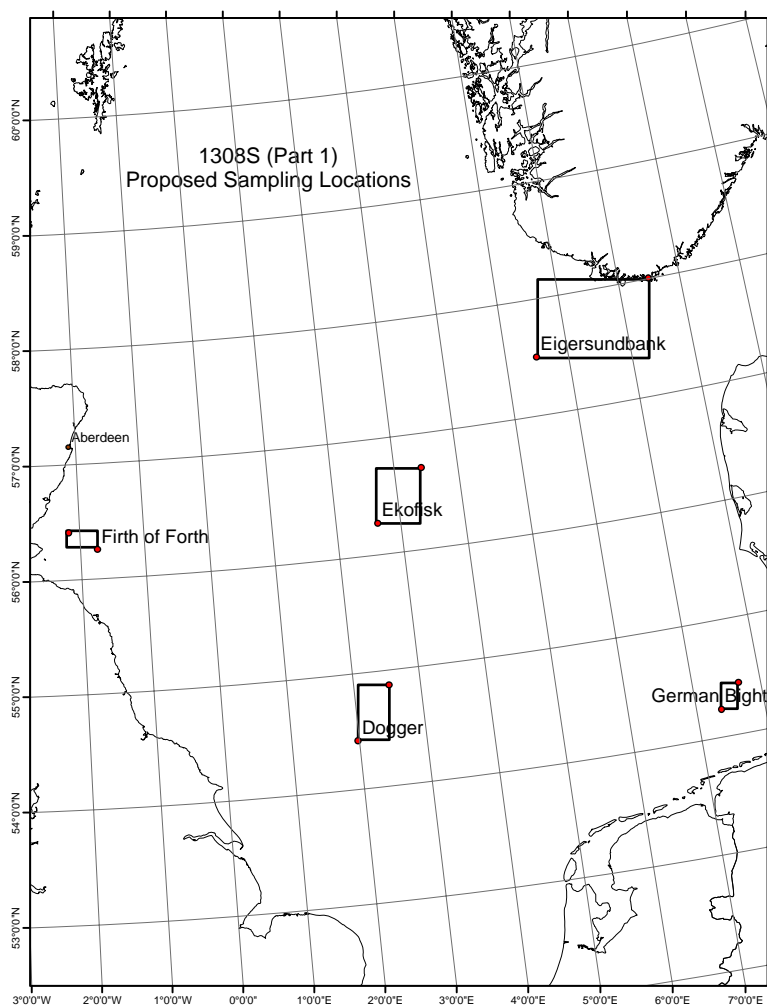 1308S (Part 1)
Proposed Sampling Locations
Eigersundbank
Aberdeen
Ekofisk
Firth of Forth
German Bight
Dogger
60°0'0"N
59°0'0"N
58°0'0"N
57°0'0"N
56°0'0"N
55°0'0"N
54°0'0"N
53°0'0"N
3°0'0"W
2°0'0"W
1°0'0"W
0°0'0"
1°0'0"E
2°0'0"E
3°0'0"E
4°0'0"E
5°0'0"E
6°0'0"E
7°0'0"E